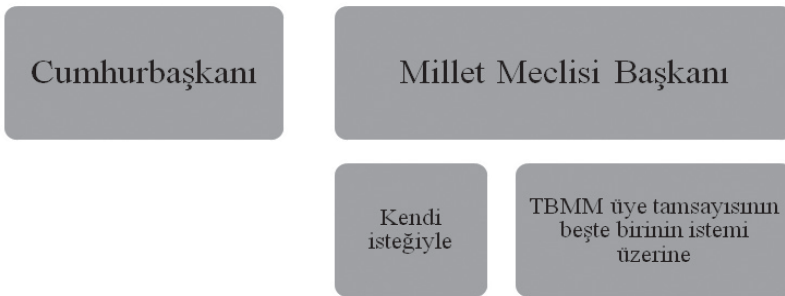 Cumhurbaşkanı
Millet Meclisi Başkanı
Kendi
isteğiyle
TBMM üye tamsayısının
beşte birinin istemi
üzerine